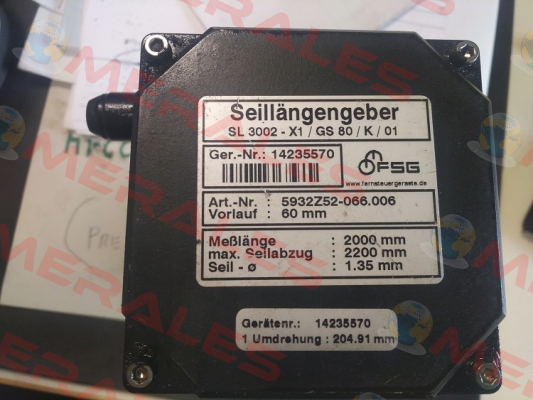 Seillängengeber
SL 3002 - X1 / GS 80 / K / 01
Ger.-Nr.: 14235570
FSG
www.fernsteuergeraete.de
Art.-Nr. : 5932Z52-066.006
Vorlauf : 60 mm
Meßlänge : 2000 mm
max. Seilabzug : 2200 mm
Seil - ø : 1.35 mm
Gerätenr.: 14235570
1 Umdrehung : 204.91 mm
MERALES